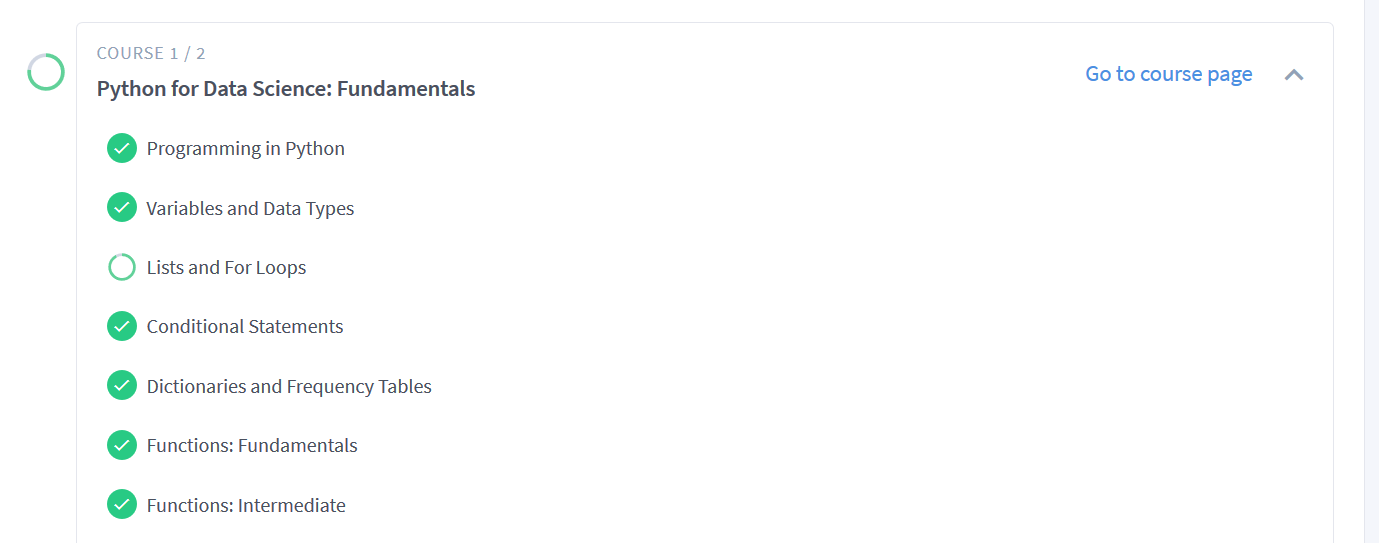 COURSE 1 / 2
Python for Data Science: Fundamentals
Go to course page
Programming in Python
Variables and Data Types
Lists and For Loops
Conditional Statements
Dictionaries and Frequency Tables
Functions: Fundamentals
Functions: Intermediate